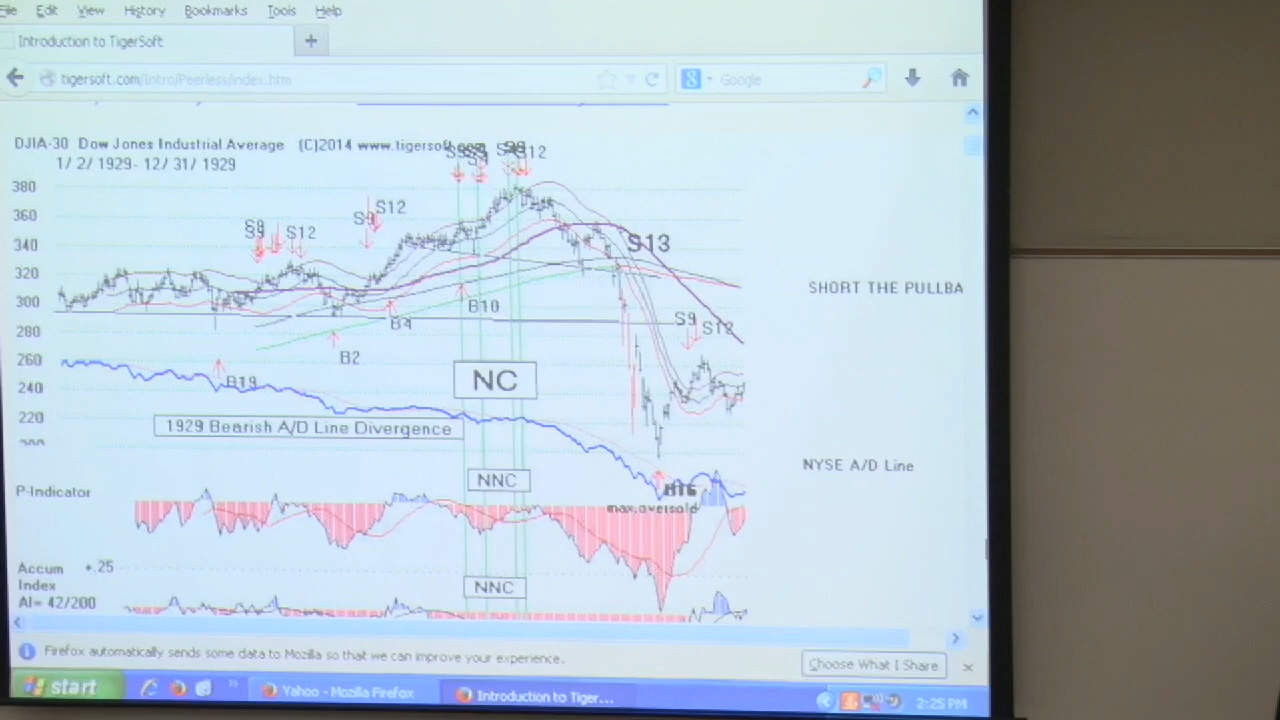 File Edit View History Bookmarks Tools Help
Introduction to TigerSoft +
tigersoft.com/Intro/Peerless/index.htm
Google
DJIA-30 Dow Jones Industrial Average (C)2014 www.tigersoft.com
1/ 2/ 1929- 12/ 31/ 1929
S12
380
360
S9 S12
340
S9
S12
S13
320
300
SHORT THE PULLBA
B10
B4
S9
S12
280
B2
260
B19
NC
240
220
1929 Bearish A/D Line Divergence
200
NYSE A/D Line
NNC
P-Indicator
max.oversold
Accum +.25
Index
NNC
AI= 42/200
Firefox automatically sends some data to Mozilla so that we can improve your experience.
Choose What I Share ×
start
Yahoo - Mozilla Firefox
Introduction to Tiger...
2:25 PM